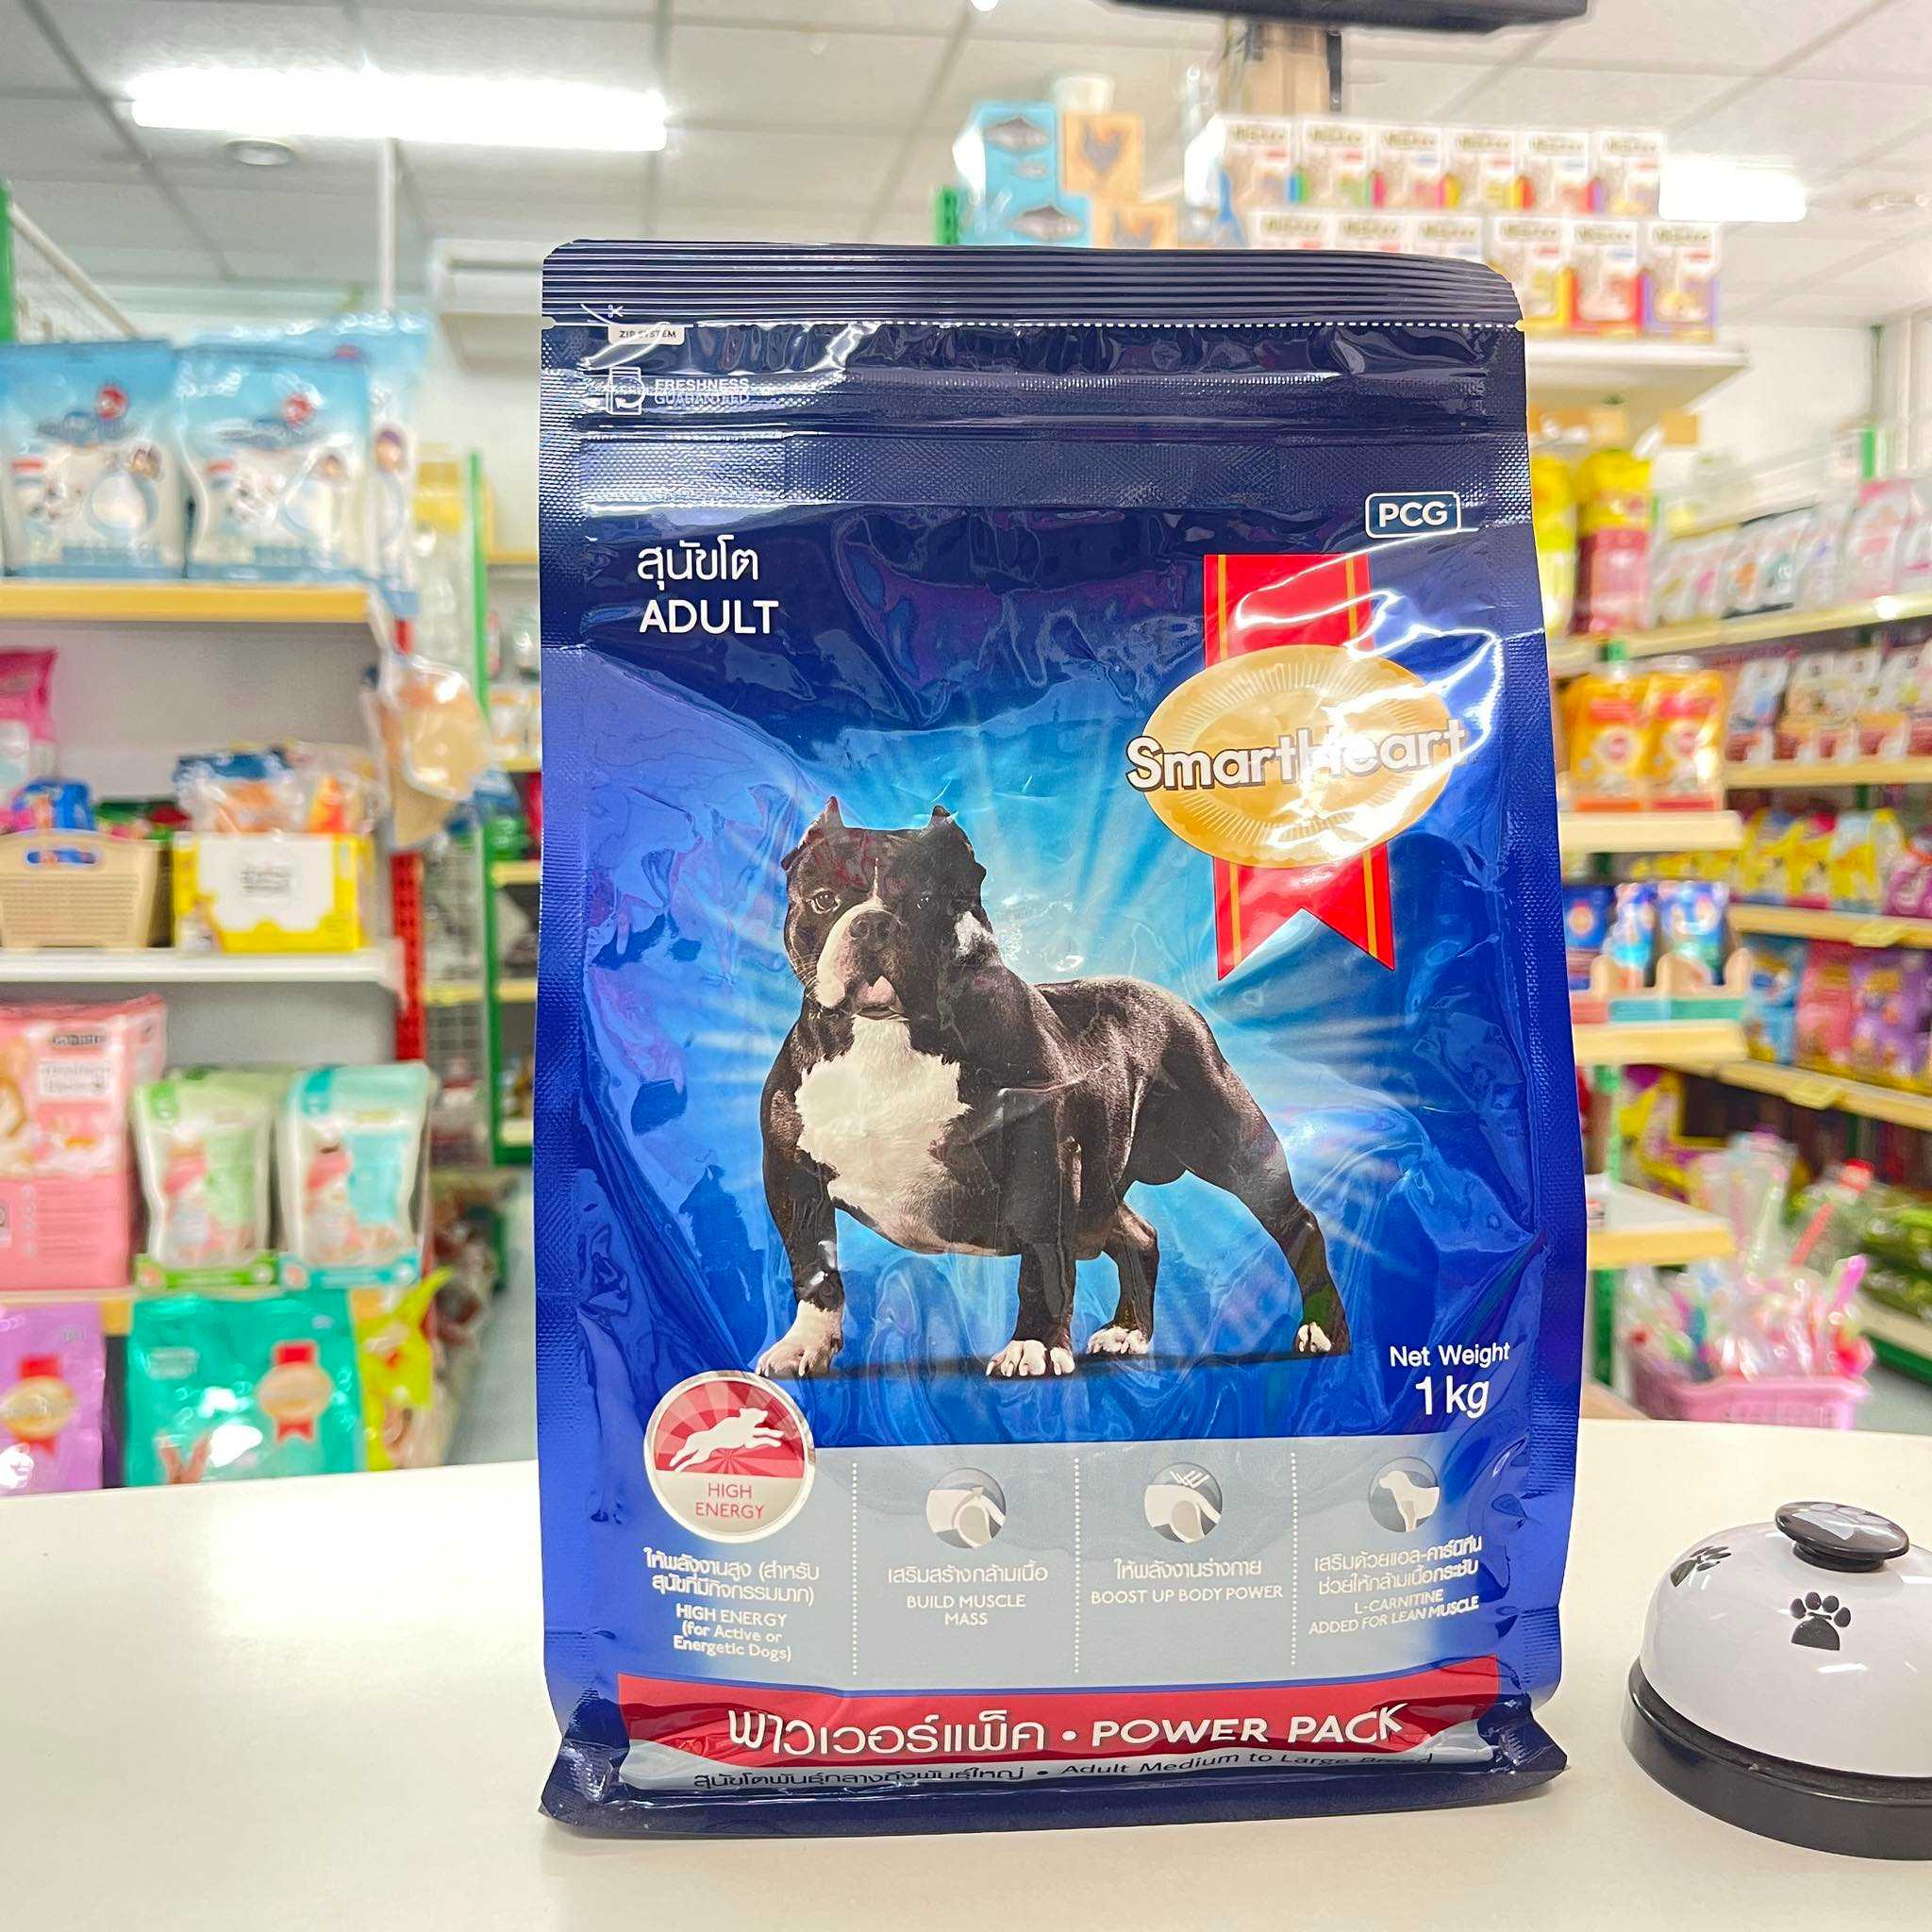 ZIP SYSTEM
FRESHNESS
GUARANTEED
PCG
สุนัขโต
ADULT
SmartHeart
Net Weight
1kg
HIGH
ENERGY
ให้พลังงานสูง (สำหรับ
สุนัขที่มีกิจกรรมมาก)
HIGH ENERGY
(for Active or
Energetic Dogs)
เสริมสร้างกล้ามเนื้อ
BUILD MUSCLE
MASS
ให้พลังงานร่างกาย
BOOST UP BODY POWER
เสริมด้วยแอล-คาร์นิทีน
ช่วยให้กล้ามเนื้อกระชับ
L-CARNITINE
ADDED FOR LEAN MUSCLE
พาวเวอร์แพ็ค • POWER PACK
สุนัขโตพันธุ์กลางถึงพันธุ์ใหญ่ • Adult Medium to Large Breed